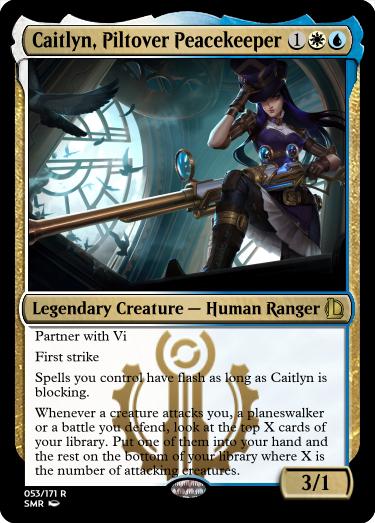 Caitlyn, Piltover Peacekeeper 1
Legendary Creature — Human Ranger
Partner with Vi
First strike
Spells you control have flash as long as Caitlyn is
blocking.
Whenever a creature attacks you, a planeswalker
or a battle you defend, look at the top X cards of
your library. Put one of them into your hand and
the rest on the bottom of your library where X is
the number of attacking creatures.
3/1
053/171 R
SMR